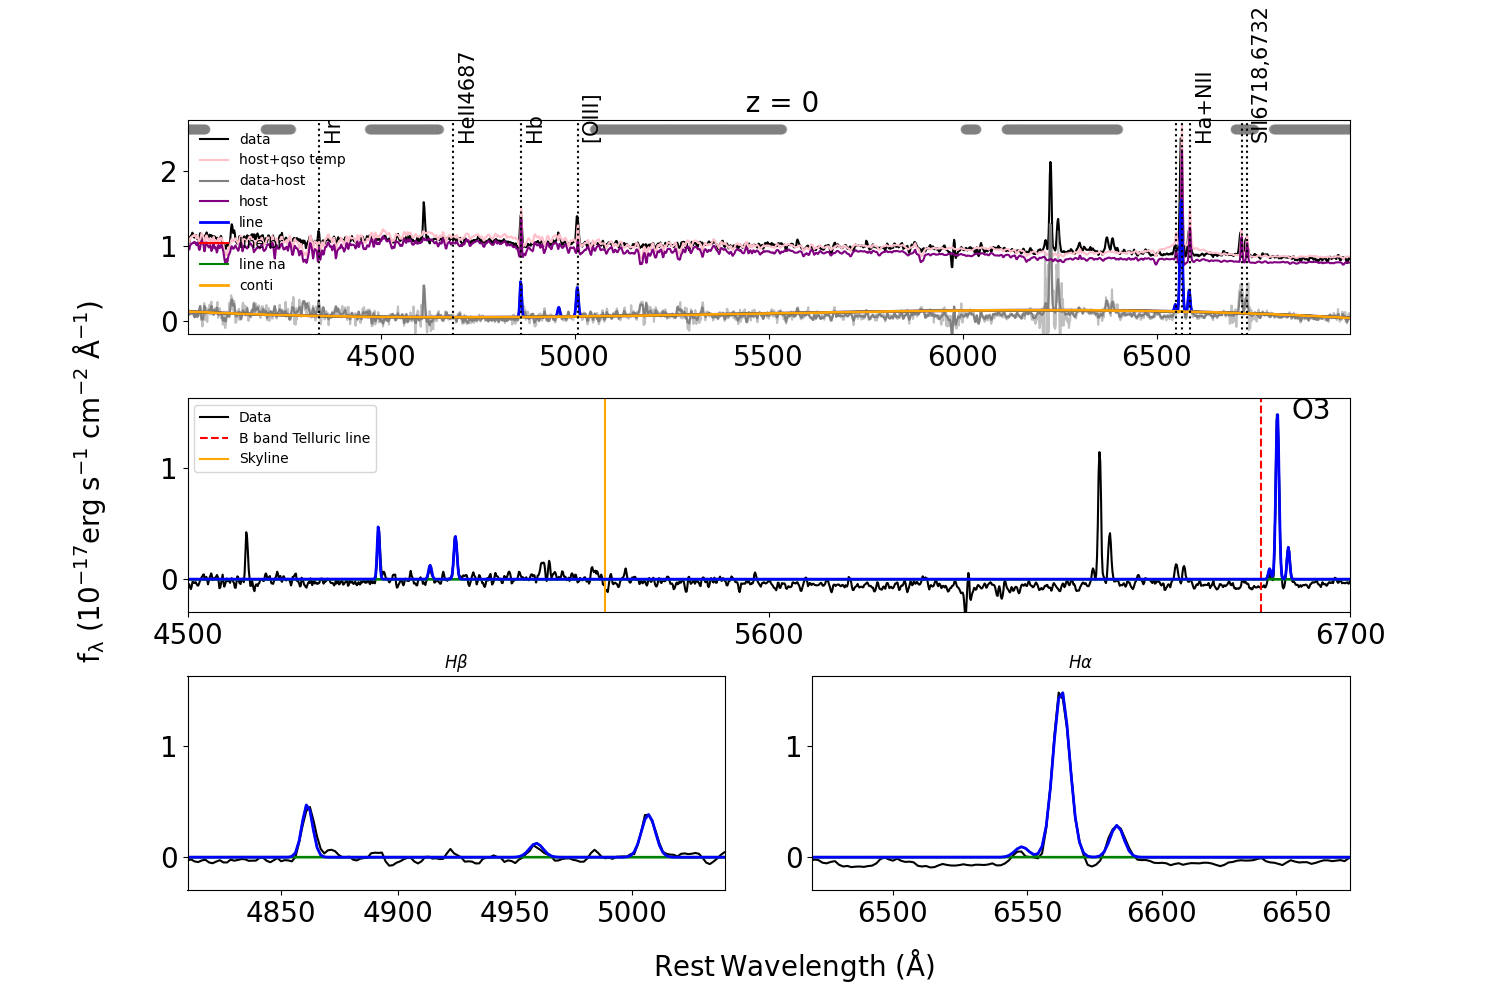 z = 0
Hr
HeII4687
Hb
[OIII]
Ha+NII
SII6718,6732
data
host+qso temp
data-host
host
line
line na
conti
2
1
0
4500
5000
5500
6000
6500
Data
B band Telluric line
Skyline
O3
1
0
4500
5600
6700
fλ (10⁻¹⁷erg s⁻¹ cm⁻² Å⁻¹)
Hβ
1
0
4850
4900
4950
5000
Hα
1
0
6500
6550
6600
6650
Rest Wavelength (Å)